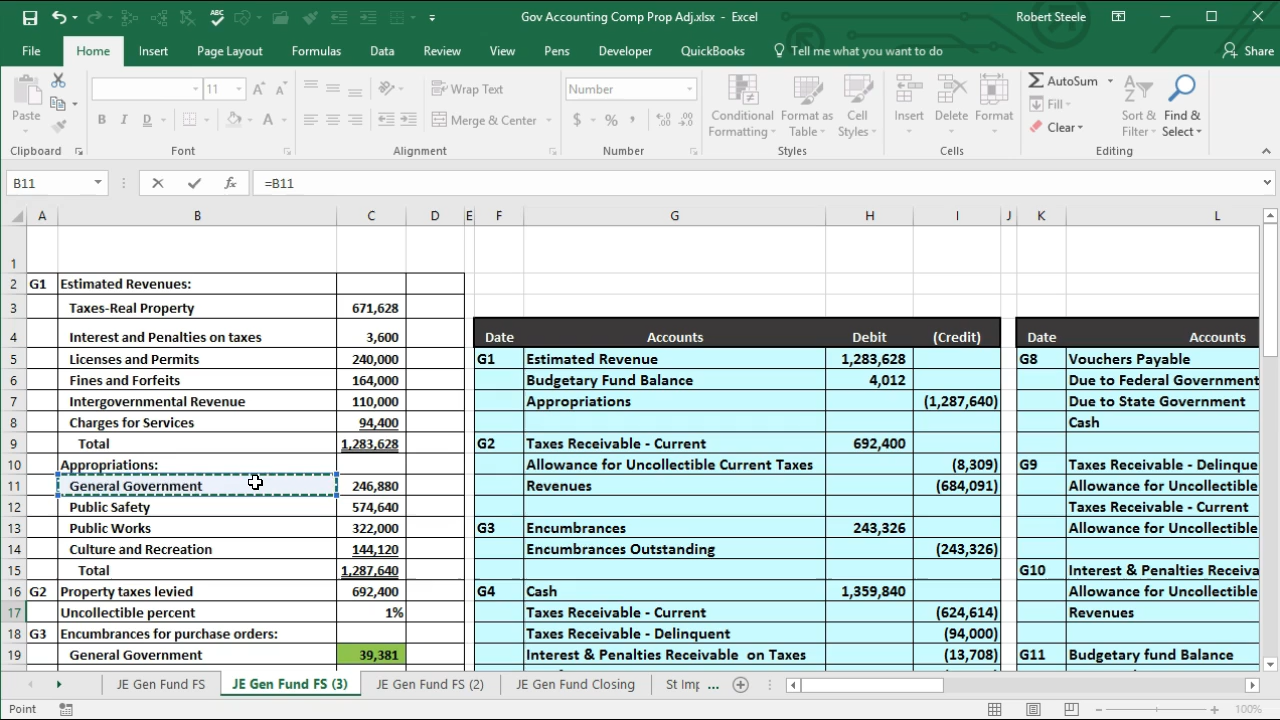 Gov Accounting Comp Prop Adj.xlsx - Excel Robert Steele
File Home Insert Page Layout Formulas Data Review View Pens Developer QuickBooks Tell me what you want to do Share
Paste 11 Wrap Text Number Conditional Formatting Format as Table Cell Styles Insert Delete Format AutoSum Sort & Filter Find & Select
B I U Merge & Center $ % , Fill Clear
Clipboard Font Alignment Number Styles Cells Editing
B11 fx =B11
A B C D E F G H I J K L
1
2 G1 Estimated Revenues:
3 Taxes-Real Property 671,628
4 Interest and Penalties on taxes 3,600 Date Accounts Debit (Credit) Date Accounts
5 Licenses and Permits 240,000 G1 Estimated Revenue 1,283,628 G8 Vouchers Payable
6 Fines and Forfeits 164,000 Budgetary Fund Balance 4,012 Due to Federal Government
7 Intergovernmental Revenue 110,000 Appropriations (1,287,640) Due to State Government
8 Charges for Services 94,400 Cash
9 Total 1,283,628 G2 Taxes Receivable - Current 692,400
10 Appropriations: Allowance for Uncollectible Current Taxes (8,309) G9 Taxes Receivable - Delinque
11 General Government 246,880 Revenues (684,091) Allowance for Uncollectible
12 Public Safety 574,640 Taxes Receivable - Current
13 Public Works 322,000 G3 Encumbrances 243,326 Allowance for Uncollectible
14 Culture and Recreation 144,120 Encumbrances Outstanding (243,326)
15 Total 1,287,640 G10 Interest & Penalties Receiva
16 G2 Property taxes levied 692,400 G4 Cash 1,359,840 Allowance for Uncollectible
17 Uncollectible percent 1% Taxes Receivable - Current (624,614) Revenues
18 G3 Encumbrances for purchase orders: Taxes Receivable - Delinquent (94,000)
19 General Government 39,381 Interest & Penalties Receivable on Taxes (13,708) G11 Budgetary fund Balance
JE Gen Fund FS JE Gen Fund FS (3) JE Gen Fund FS (2) JE Gen Fund Closing St Imp ...
Point 100%